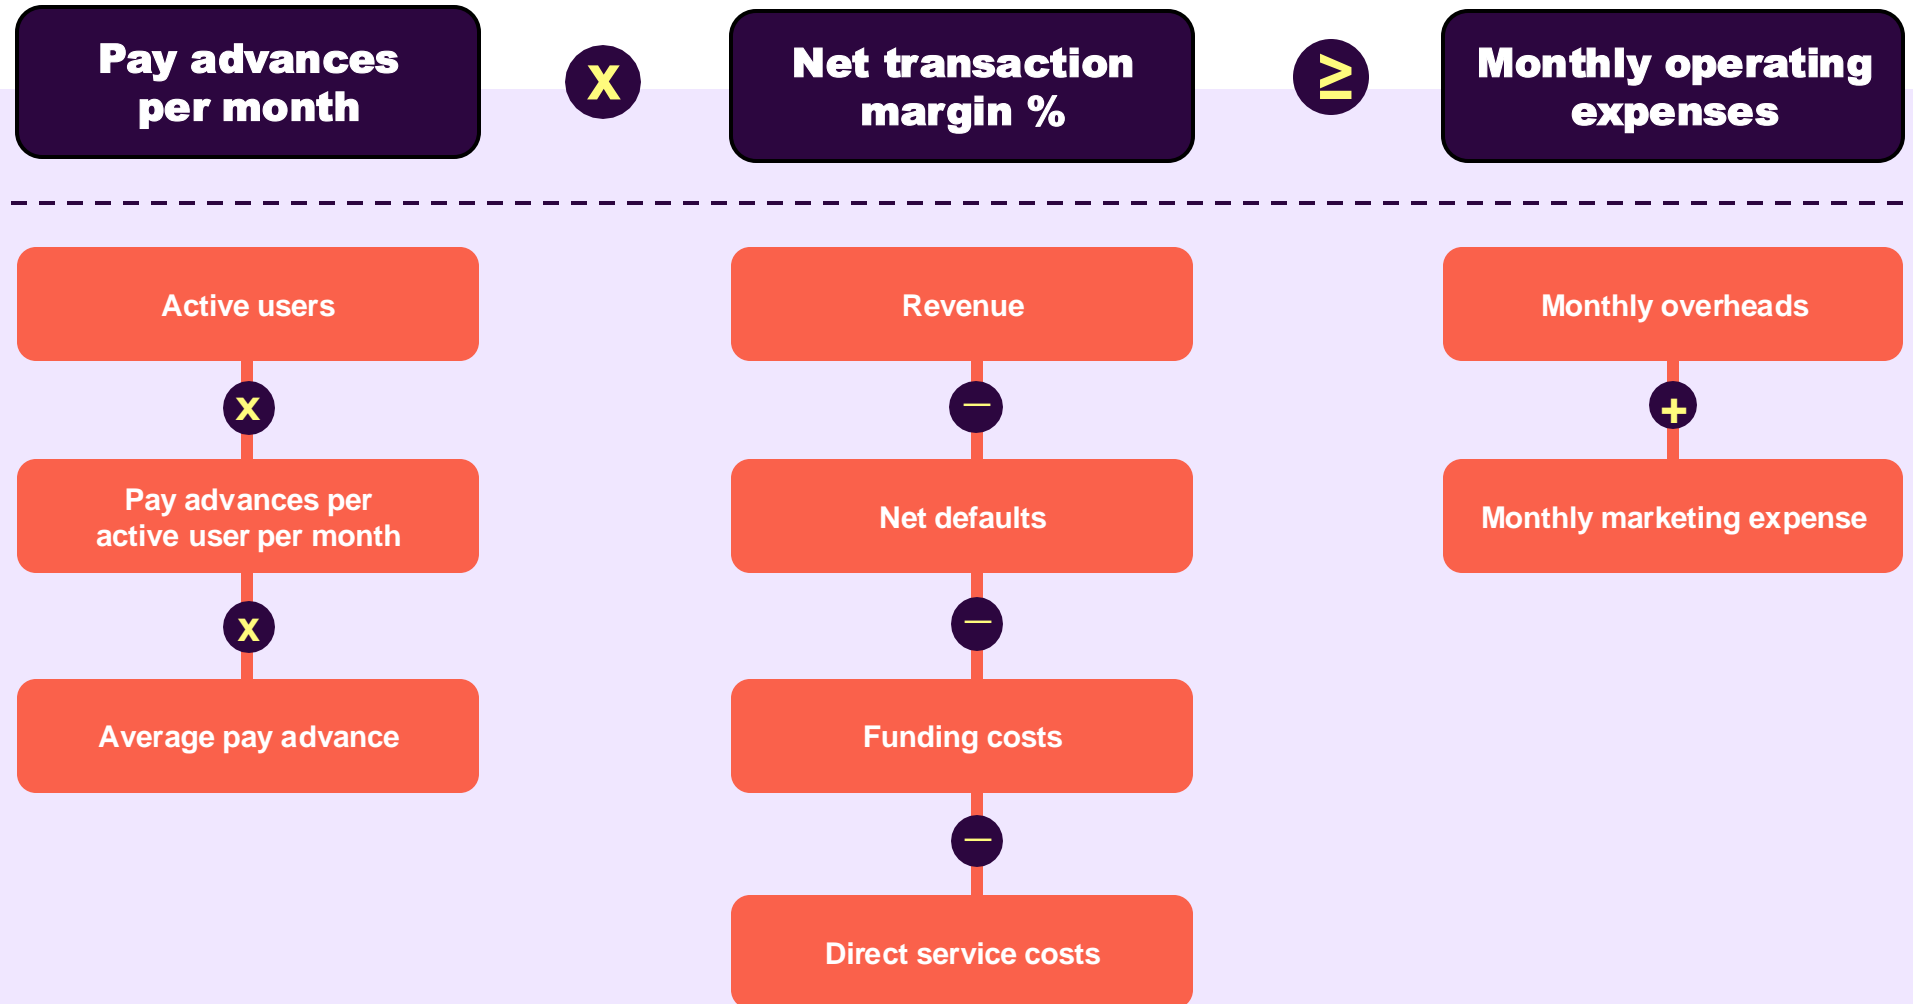 Pay advances
per month
x
Net transaction
margin %
≥
Monthly operating
expenses
Active users
x
Pay advances per
active user per month
x
Average pay advance
Revenue
—
Net defaults
—
Funding costs
—
Direct service costs
Monthly overheads
+
Monthly marketing expense